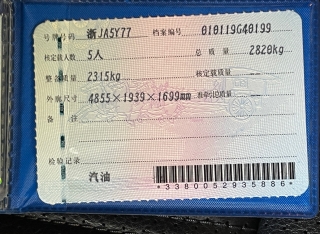 号牌号码 浙JA5Y77 档案编号 010119G40199
核定载人数 5人 总质量 2820kg
整备质量 2315kg 核定载质量 --
外廓尺寸 4855×1939×1699mm 准牵引总质量 --
备注
检验记录
汽油
*3380052935886*